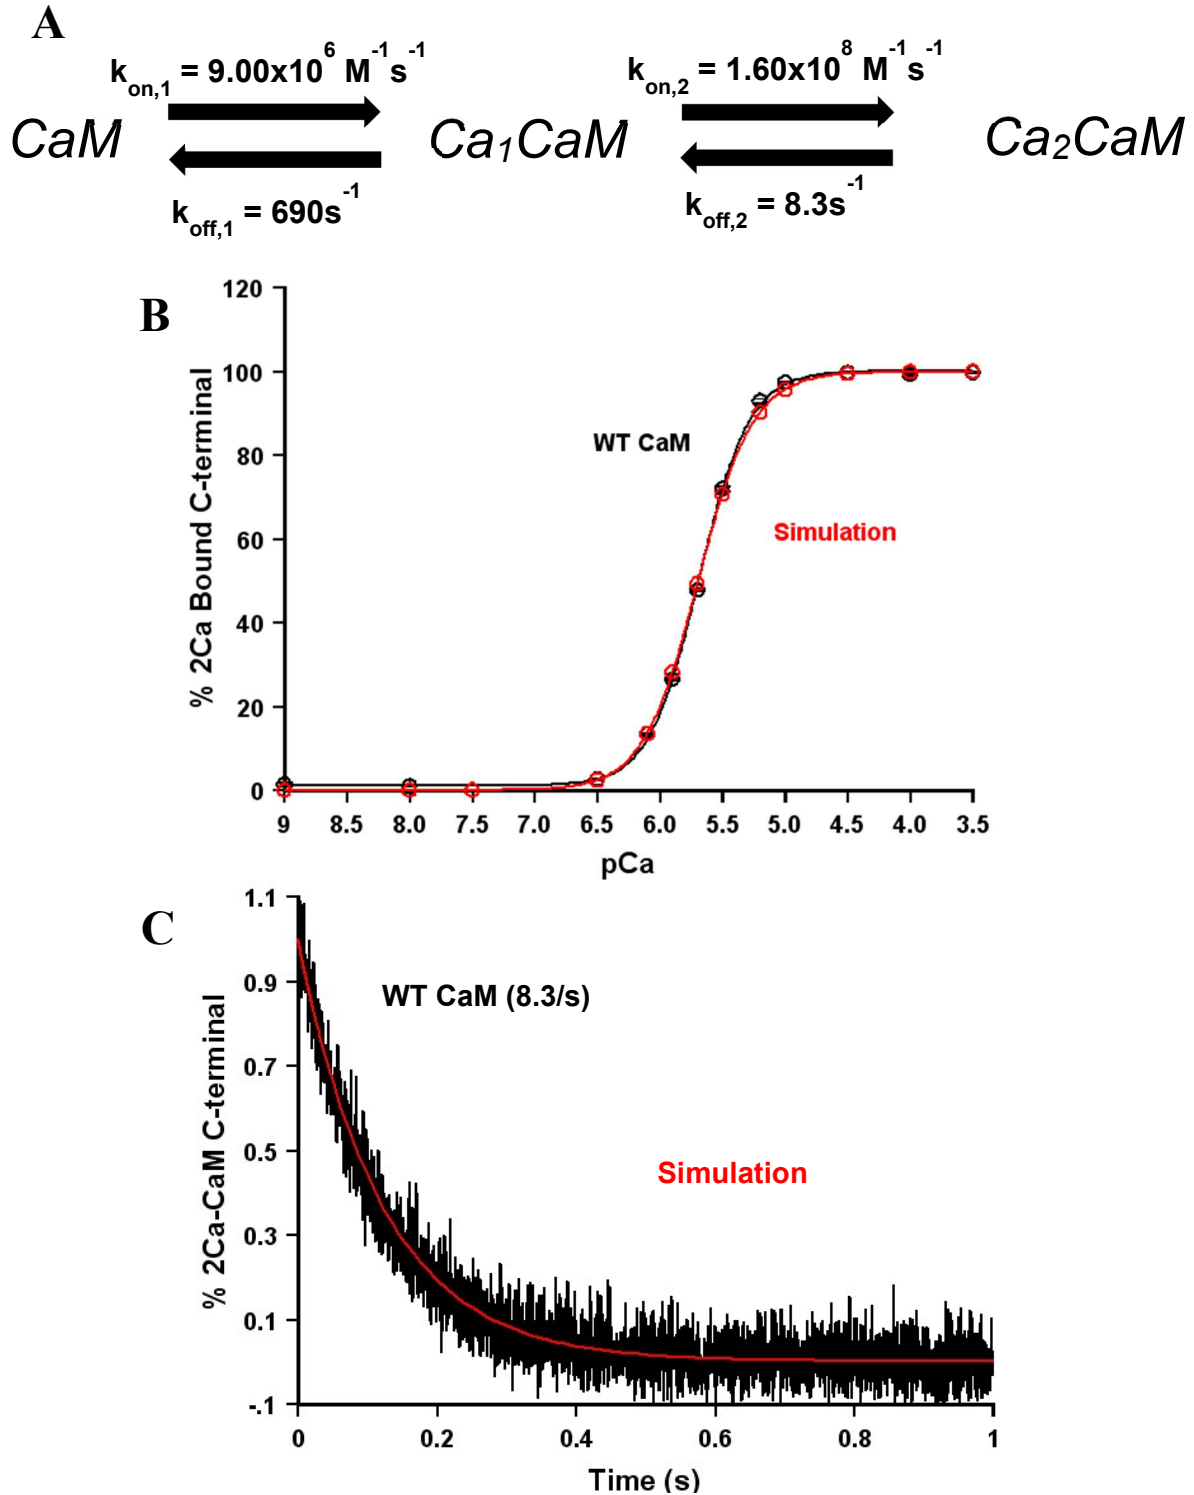 A
k_on,1 = 9.00x10^6 M^-1 s^-1
k_on,2 = 1.60x10^8 M^-1 s^-1
CaM
Ca₁CaM
Ca₂CaM
k_off,1 = 690s^-1
k_off,2 = 8.3s^-1
B
% 2Ca Bound C-terminal
120
100
80
60
40
20
0
WT CaM
Simulation
9 8.5 8.0 7.5 7.0 6.5 6.0 5.5 5.0 4.5 4.0 3.5
pCa
C
% 2Ca-CaM C-terminal
1.1
0.9
0.7
0.5
0.3
0.1
-.1
WT CaM (8.3/s)
Simulation
0 0.2 0.4 0.6 0.8 1
Time (s)